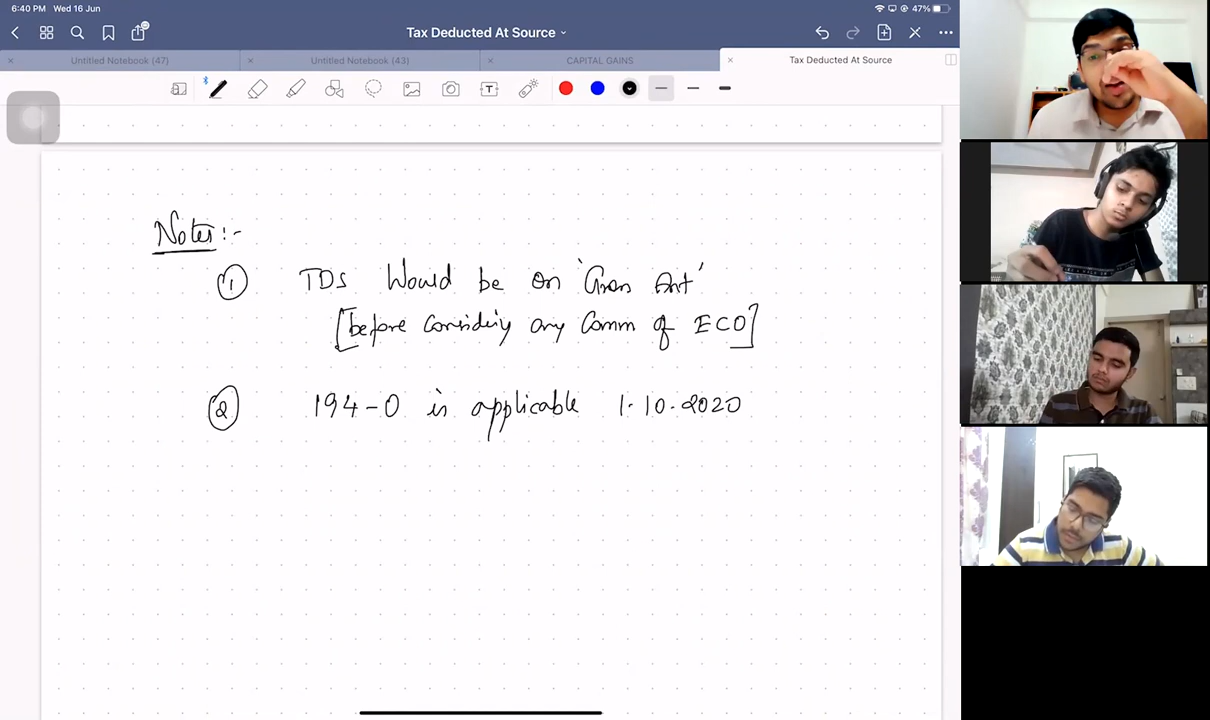 6:40 PM Wed 16 Jun
47%
Tax Deducted At Source
Untitled Notebook (47)
Untitled Notebook (43)
CAPITAL GAINS
Tax Deducted At Source
T
Notes :-
1 TDS Would be on 'Gross Amt'
[before considering any Comm of ECO]
2 194-O is applicable 1.10.2020